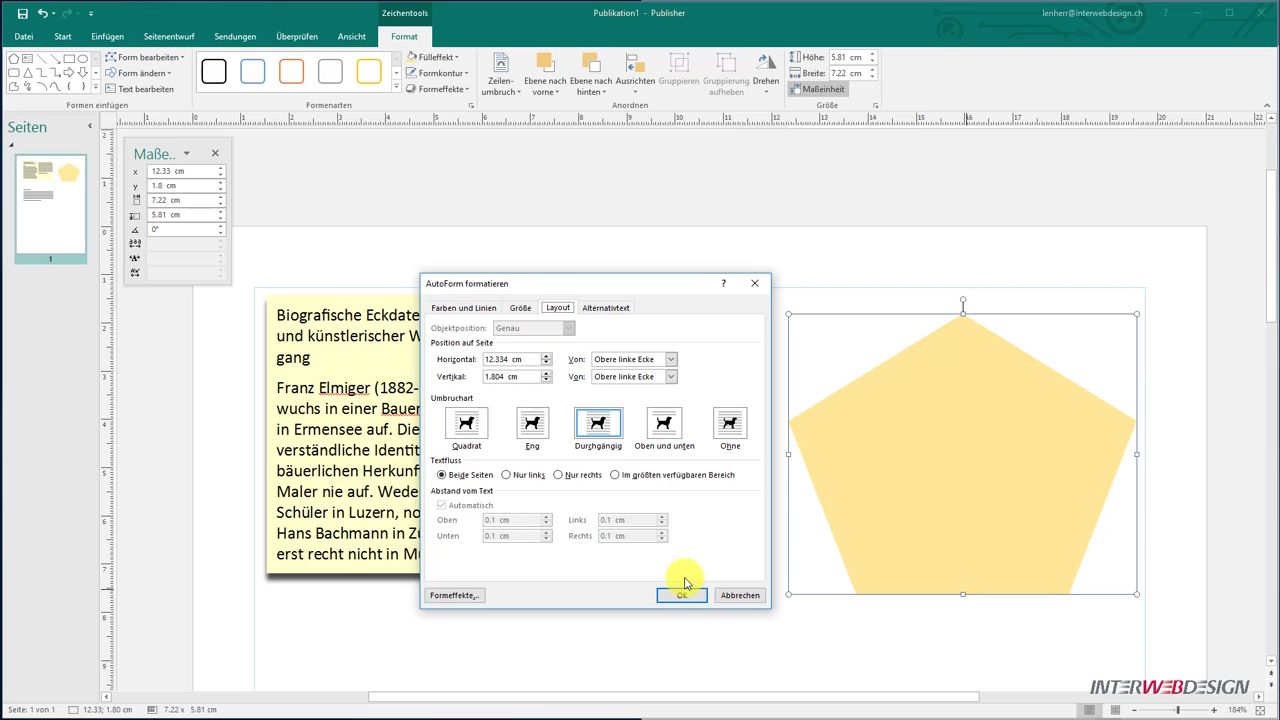 Zeichentools
Publikation1 - Publisher
lenherr@interwebdesign.ch
Datei
Start
Einfügen
Seitenentwurf
Sendungen
Überprüfen
Ansicht
Format
Form bearbeiten
Form ändern
Text bearbeiten
Formen einfügen
Formenarten
Fülleffekt
Formkontur
Formeffekte
Zeilen-
umbruch
Ebene nach
vorne
Ebene nach
hinten
Ausrichten
Gruppieren
Gruppierung
aufheben
Drehen
Anordnen
Höhe: 5.81 cm
Breite: 7.22 cm
Maßeinheit
Größe
Seiten
1
Maße..
x 12.33 cm
y 1.8 cm
7.22 cm
5.81 cm
0°
Biografische Eckdate
und künstlerischer W
gang
Franz Elmiger (1882-
wuchs in einer Bauer
in Ermensee auf. Die
verständliche Identit
bäuerlichen Herkunf
Maler nie auf. Wede
Schüler in Luzern, no
Hans Bachmann in Zu
erst recht nicht in Mü
AutoForm formatieren
?
Farben und Linien
Größe
Layout
Alternativtext
Objektposition: Genau
Position auf Seite
Horizontal: 12.334 cm Von: Obere linke Ecke
Vertikal: 1.804 cm Von: Obere linke Ecke
Umbruchart
Quadrat
Eng
Durchgängig
Oben und unten
Ohne
Textfluss
Beide Seiten
Nur links
Nur rechts
Im größten verfügbaren Bereich
Abstand vom Text
Automatisch
Oben 0.1 cm Links 0.1 cm
Unten 0.1 cm Rechts 0.1 cm
Formeffekte...
OK
Abbrechen
INTERWEBDESIGN
Seite: 1 von 1
12.33; 1.80 cm
7.22 x 5.81 cm
184%